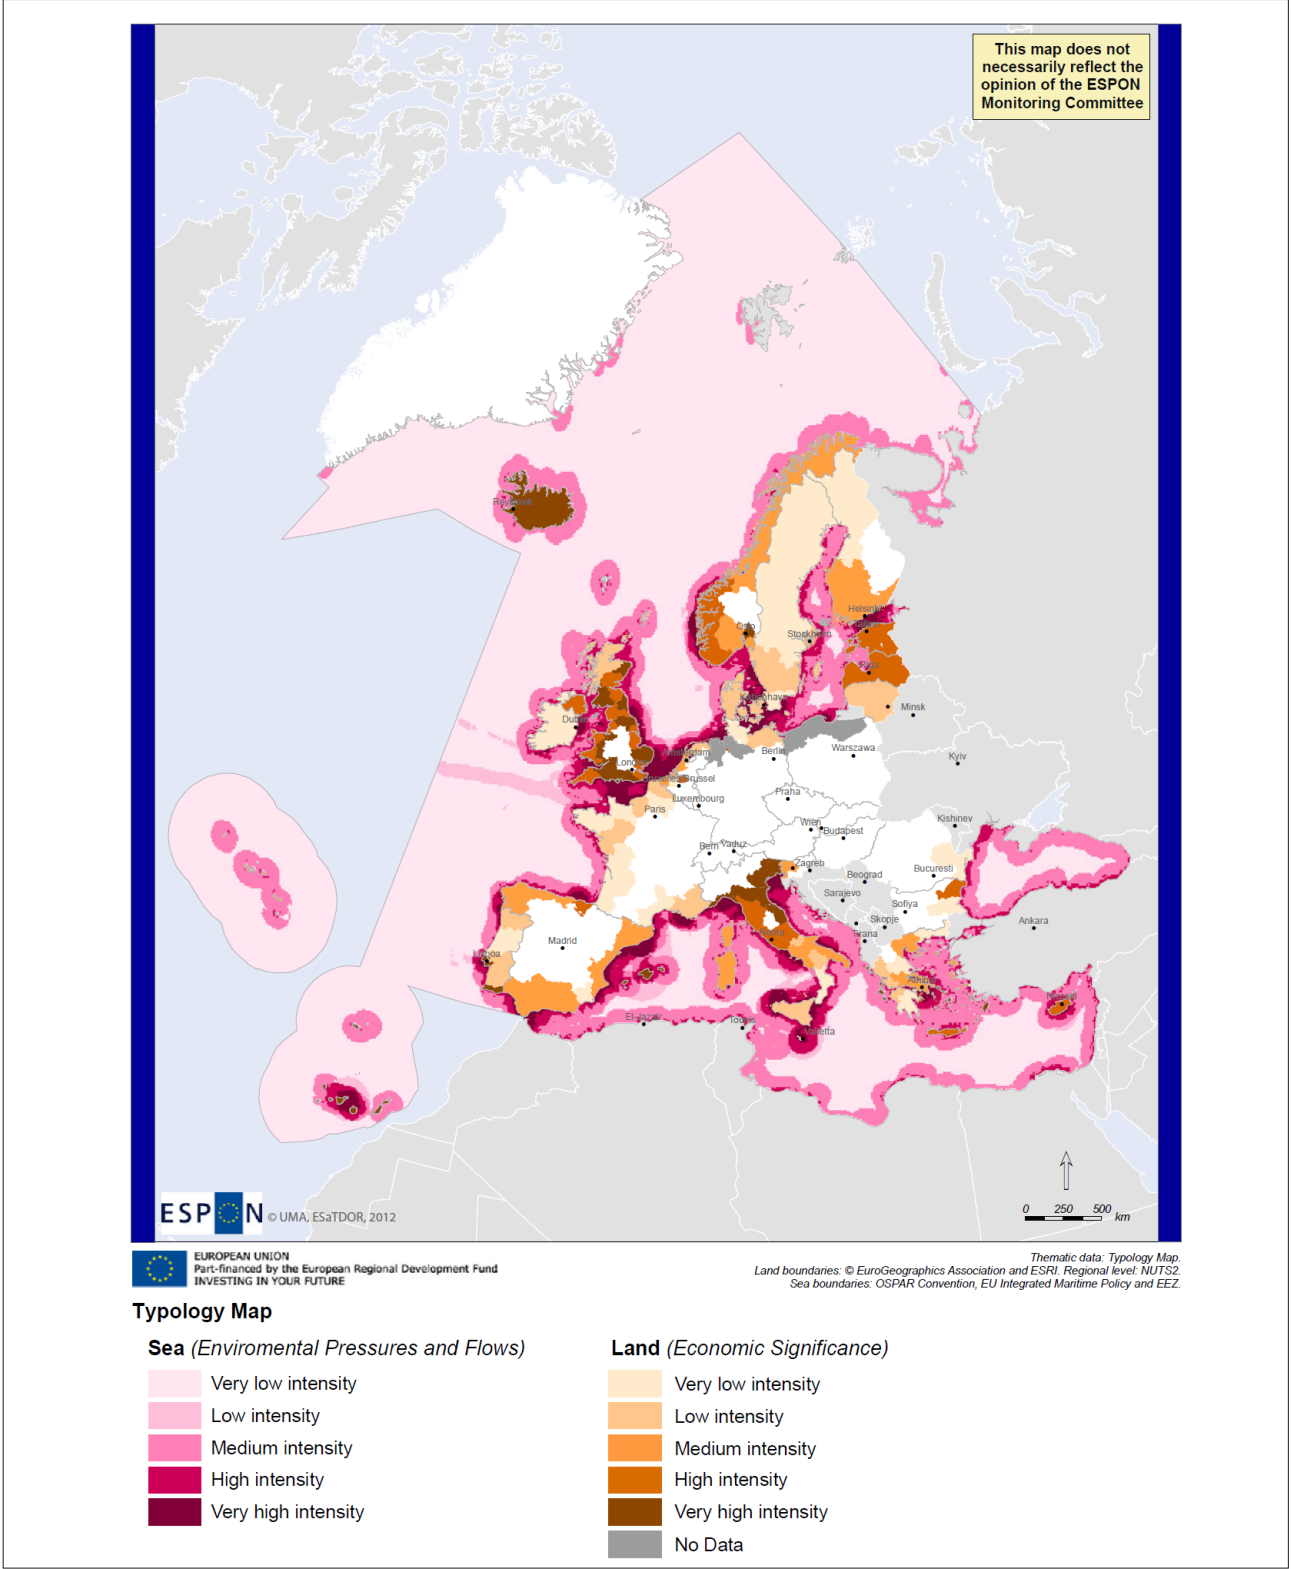 This map does not
necessarily reflect the
opinion of the ESPON
Monitoring Committee
Reykjavik
Helsinki
Tallinn
Oslo
Stockholm
Riga
København
Minsk
Dublin
Amsterdam
Berlin
Warszawa
Kyiv
London
Bruxelles/Brussel
Luxembourg
Praha
Paris
Kishinev
Wien
Budapest
Bern
Vaduz
Zagreb
Beograd
Bucuresti
Sarajevo
Sofiya
Skopje
Ankara
Roma
Tirana
Madrid
Lisboa
Athina
Nicosia
El-Jazair
Tounis
Valletta
0 250 500
km
ESPON © UMA, ESaTDOR, 2012
EUROPEAN UNION
Part-financed by the European Regional Development Fund
INVESTING IN YOUR FUTURE
Thematic data: Typology Map.
Land boundaries: © EuroGeographics Association and ESRI. Regional level: NUTS2.
Sea boundaries: OSPAR Convention, EU Integrated Maritime Policy and EEZ.
Typology Map
Sea (Enviromental Pressures and Flows)
Very low intensity
Low intensity
Medium intensity
High intensity
Very high intensity
Land (Economic Significance)
Very low intensity
Low intensity
Medium intensity
High intensity
Very high intensity
No Data